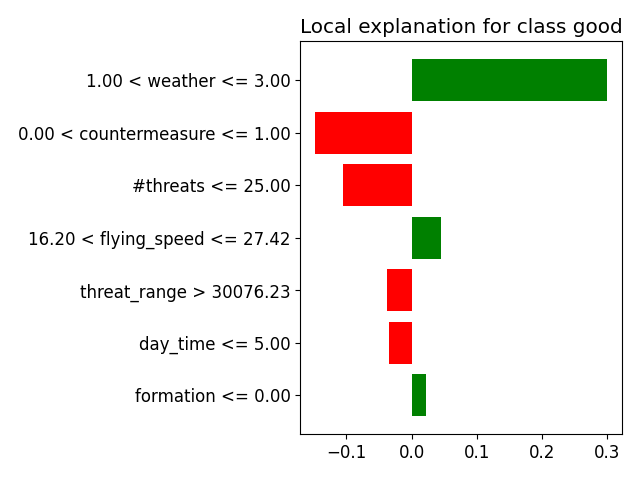 Local explanation for class good
1.00 < weather <= 3.00
0.00 < countermeasure <= 1.00
#threats <= 25.00
16.20 < flying_speed <= 27.42
threat_range > 30076.23
day_time <= 5.00
formation <= 0.00
−0.1 0.0 0.1 0.2 0.3